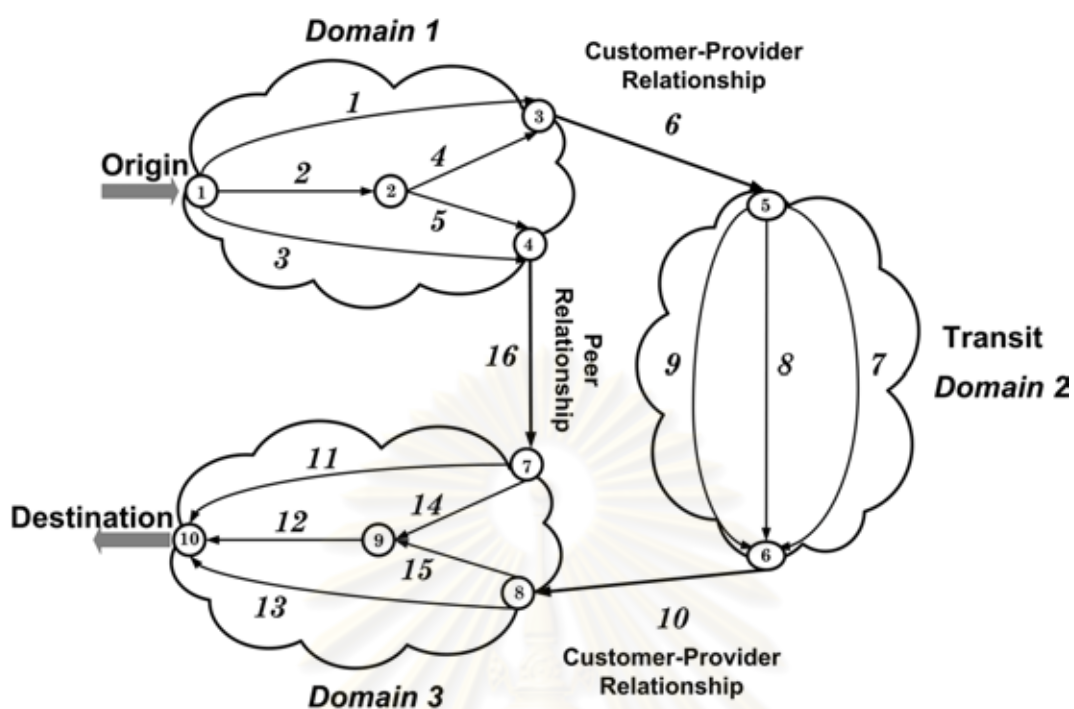 Domain 1
Customer-Provider
Relationship
1
3
6
Origin
4
1
2
2
5
5
3
4
Peer
Relationship
16
9
8
7
Transit
Domain 2
7
11
14
Destination
12
10
9
6
15
8
13
10
Customer-Provider
Relationship
Domain 3